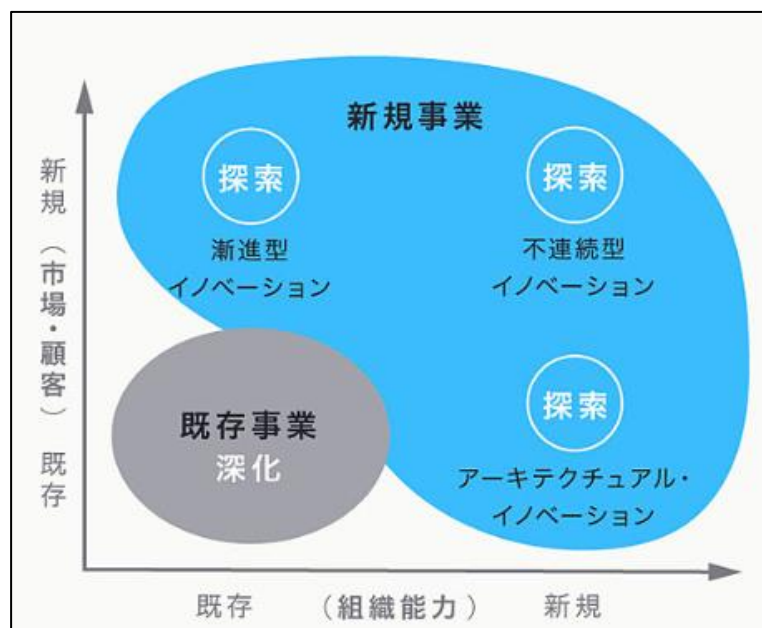 新規事業
探索
漸進型
イノベーション
探索
不連続型
イノベーション
探索
アーキテクチュアル・
イノベーション
既存事業
深化
新規（市場・顧客）既存
既存（組織能力）新規